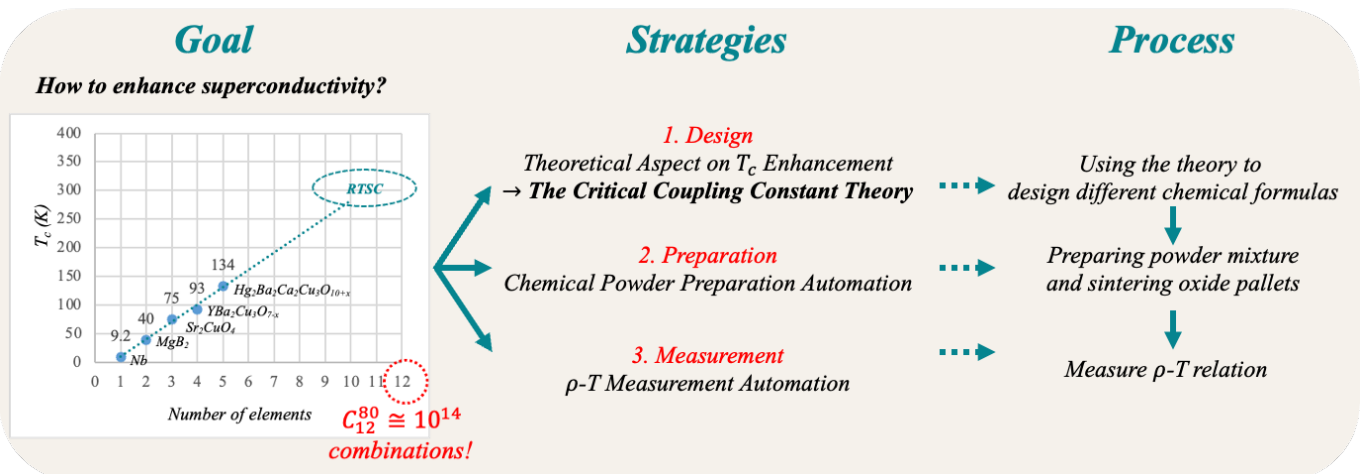 Goal
How to enhance superconductivity?
400
350
300
250
200
150
100
50
0
T_c (K)
RTSC
134
93
75
40
9.2
Hg₂Ba₂Ca₂Cu₃O₁₀₊ₓ
YBa₂Cu₃O₇₋ₓ
Sr₂CuO₄
MgB₂
Nb
0 1 2 3 4 5 6 7 8 9 10 11 12
Number of elements
C₁₂⁸⁰ ≅ 10¹⁴
combinations!
Strategies
1. Design
Theoretical Aspect on T_c Enhancement
→ The Critical Coupling Constant Theory
2. Preparation
Chemical Powder Preparation Automation
3. Measurement
ρ-T Measurement Automation
Process
Using the theory to
design different chemical formulas
Preparing powder mixture
and sintering oxide pallets
Measure ρ-T relation